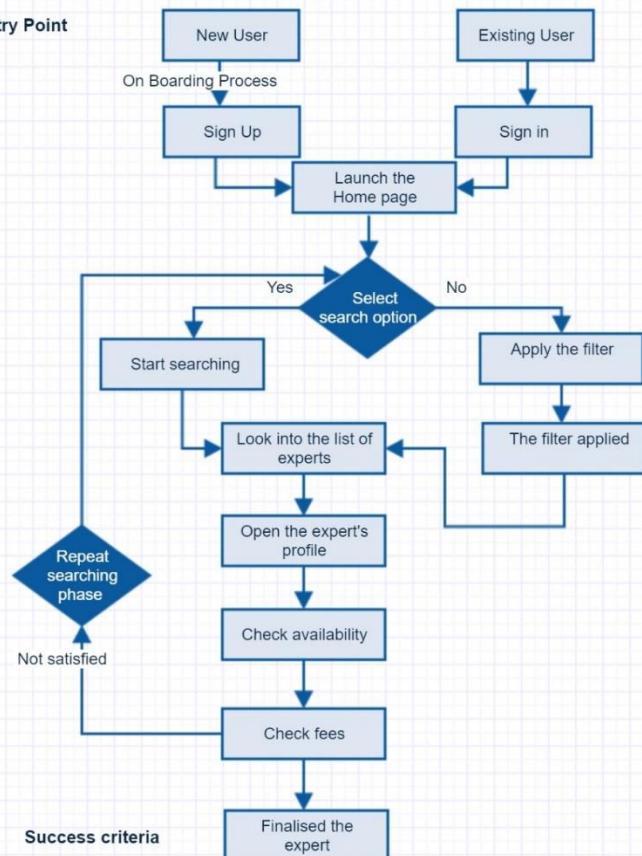 try Point
New User
Existing User
On Boarding Process
Sign Up
Sign in
Launch the
Home page
Yes
No
Select
search option
Start searching
Apply the filter
Look into the list of
experts
The filter applied
Open the expert's
profile
Repeat
searching
phase
Check availability
Not satisfied
Check fees
Finalised the
expert
Success criteria